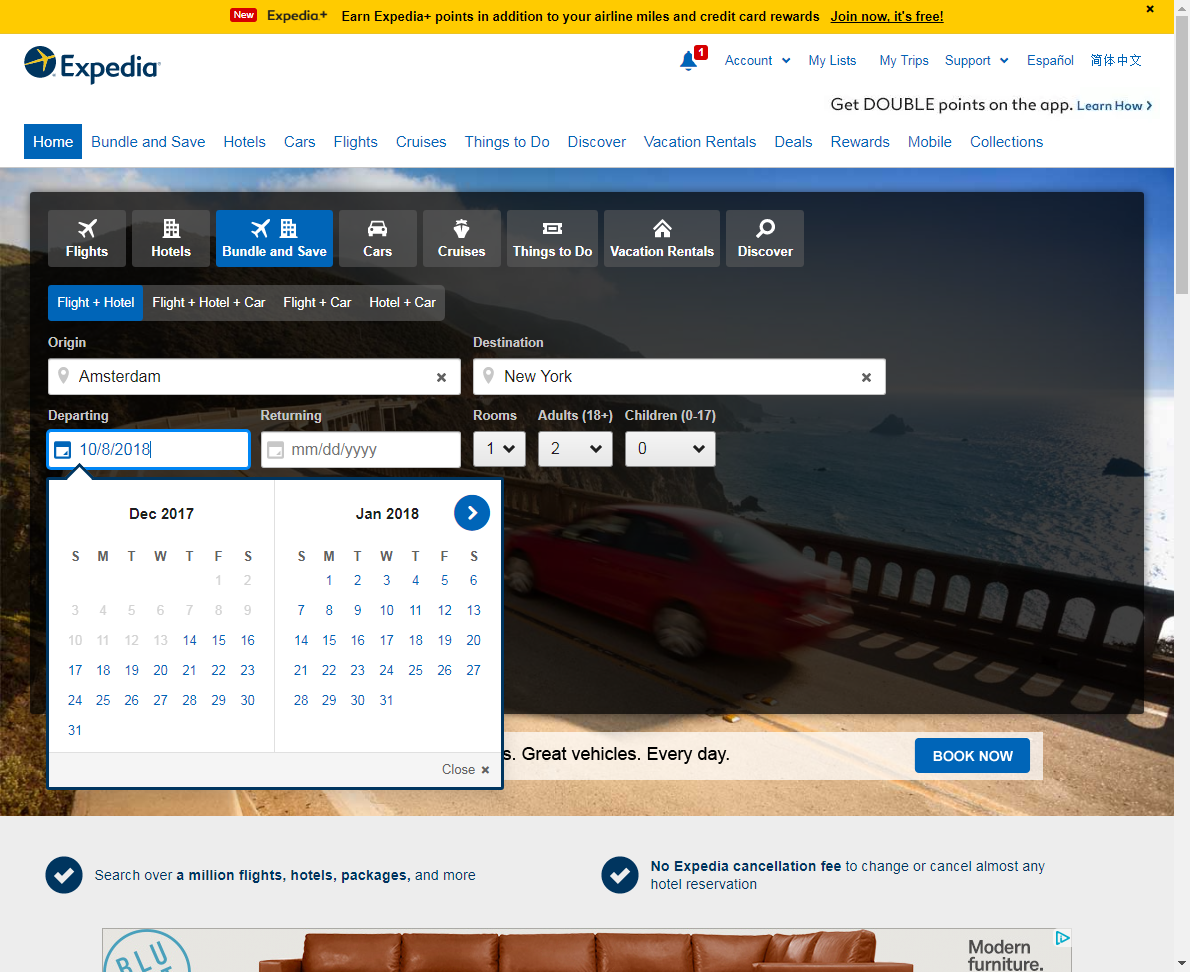 New Expedia+ Earn Expedia+ points in addition to your airline miles and credit card rewards Join now, it's free!
Expedia
1 Account My Lists My Trips Support Español 简体中文
Get DOUBLE points on the app. Learn How
Home Bundle and Save Hotels Cars Flights Cruises Things to Do Discover Vacation Rentals Deals Rewards Mobile Collections
Flights Hotels Bundle and Save Cars Cruises Things to Do Vacation Rentals Discover
Flight + Hotel Flight + Hotel + Car Flight + Car Hotel + Car
Origin Destination
Amsterdam New York
Departing Returning Rooms Adults (18+) Children (0-17)
10/8/2018 mm/dd/yyyy 1 2 0
Dec 2017 Jan 2018
S M T W T F S S M T W T F S
1 2 1 2 3 4 5 6
3 4 5 6 7 8 9 7 8 9 10 11 12 13
10 11 12 13 14 15 16 14 15 16 17 18 19 20
17 18 19 20 21 22 23 21 22 23 24 25 26 27
24 25 26 27 28 29 30 28 29 30 31
31
s. Great vehicles. Every day. BOOK NOW
Close
Search over a million flights, hotels, packages, and more
No Expedia cancellation fee to change or cancel almost any
hotel reservation
BLU
Modern
furniture.